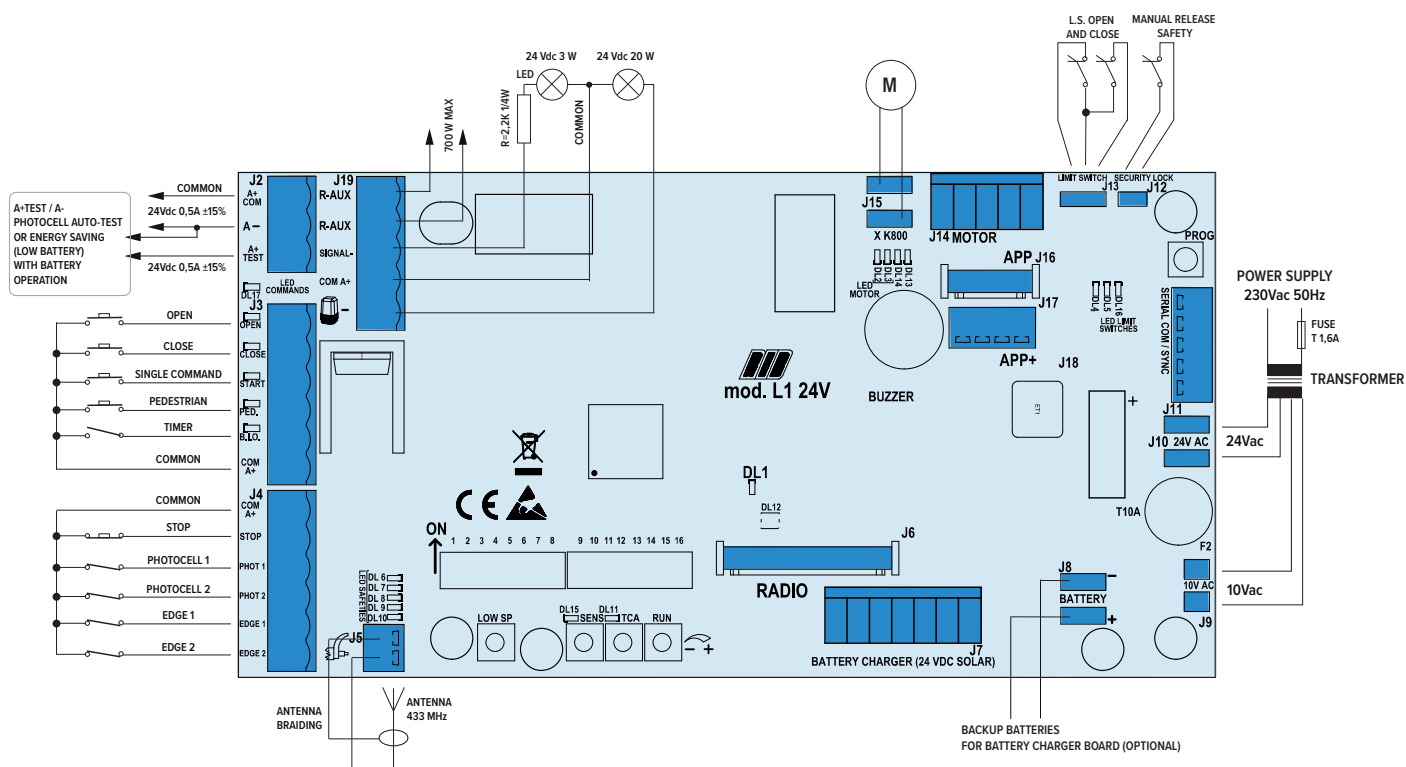 L.S. OPEN
AND CLOSE
MANUAL RELEASE
SAFETY
24 Vdc 3 W
24 Vdc 20 W
LED
R=2,2K 1/4W
COMMON
700 W MAX
M
COMMON
24Vdc 0,5A ±15%
24Vdc 0,5A ±15%
A+TEST / A-
PHOTOCELL AUTO-TEST
OR ENERGY SAVING
(LOW BATTERY)
WITH BATTERY
OPERATION
J2
A+
COM
A-
A+
TEST
DL17
LED
COMMANDS
J19
R-AUX
R-AUX
SIGNAL-
COM A+
-
J15
X K800
J14 MOTOR
LIMIT SWITCH
SECURITY LOCK
J13
J12
PROG
DL2
DL3
DL14
DL13
LED
MOTOR
APP
J16
J17
APP+
DL4
DL5
DL16
LED LIMIT
SWITCHES
SERIAL COM / SYNC
POWER SUPPLY
230Vac 50Hz
FUSE
T 1,6A
TRANSFORMER
J3
OPEN
CLOSE
SINGLE COMMAND
PEDESTRIAN
TIMER
COMMON
OPEN
CLOSE
START
PED.
B.I.O.
COM
A+
mod. L1 24V
BUZZER
J18
ET1
+
J11
J10 24V AC
24Vac
J4
COM
A+
STOP
PHOT 1
PHOT 2
EDGE 1
EDGE 2
COMMON
STOP
PHOTOCELL 1
PHOTOCELL 2
EDGE 1
EDGE 2
CE
DL1
DL12
T10A
F2
ON
1 2 3 4 5 6 7 8
9 10 11 12 13 14 15 16
J6
RADIO
J8
-
BATTERY
+
10V AC
10Vac
J9
LED SAFETIES
DL 6
DL 7
DL 8
DL 9
DL10
J5
LOW SP
DL15
SENS
DL11
TCA
RUN
- +
J7
BATTERY CHARGER (24 VDC SOLAR)
ANTENNA
BRAIDING
ANTENNA
433 MHz
BACKUP BATTERIES
FOR BATTERY CHARGER BOARD (OPTIONAL)